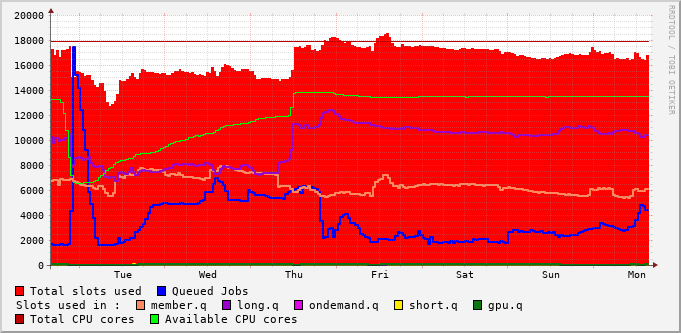 20000
18000
16000
14000
12000
10000
8000
6000
4000
2000
0
Tue Wed Thu Fri Sat Sun Mon
Total slots used Queued Jobs
Slots used in : member.q long.q ondemand.q short.q gpu.q
Total CPU cores Available CPU cores
RRDTOOL / TOBI OETIKER